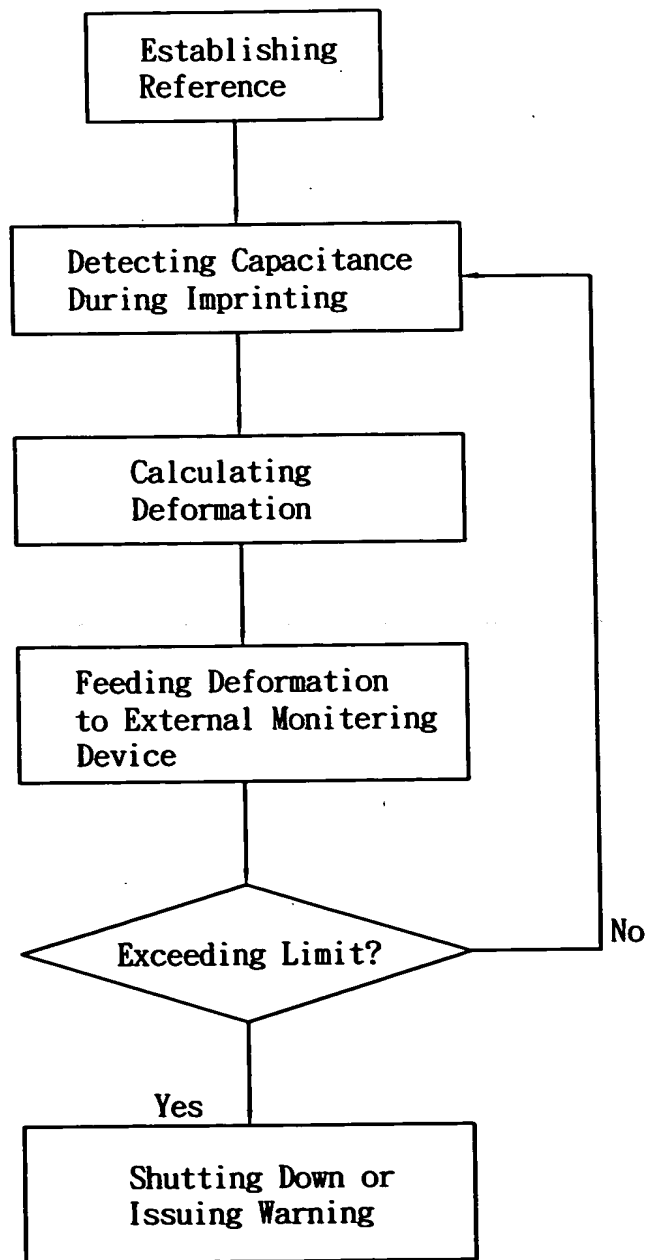 Establishing
Reference
Detecting Capacitance
During Imprinting
Calculating
Deformation
Feeding Deformation
to External Monitering
Device
Exceeding Limit?
No
Yes
Shutting Down or
Issuing Warning